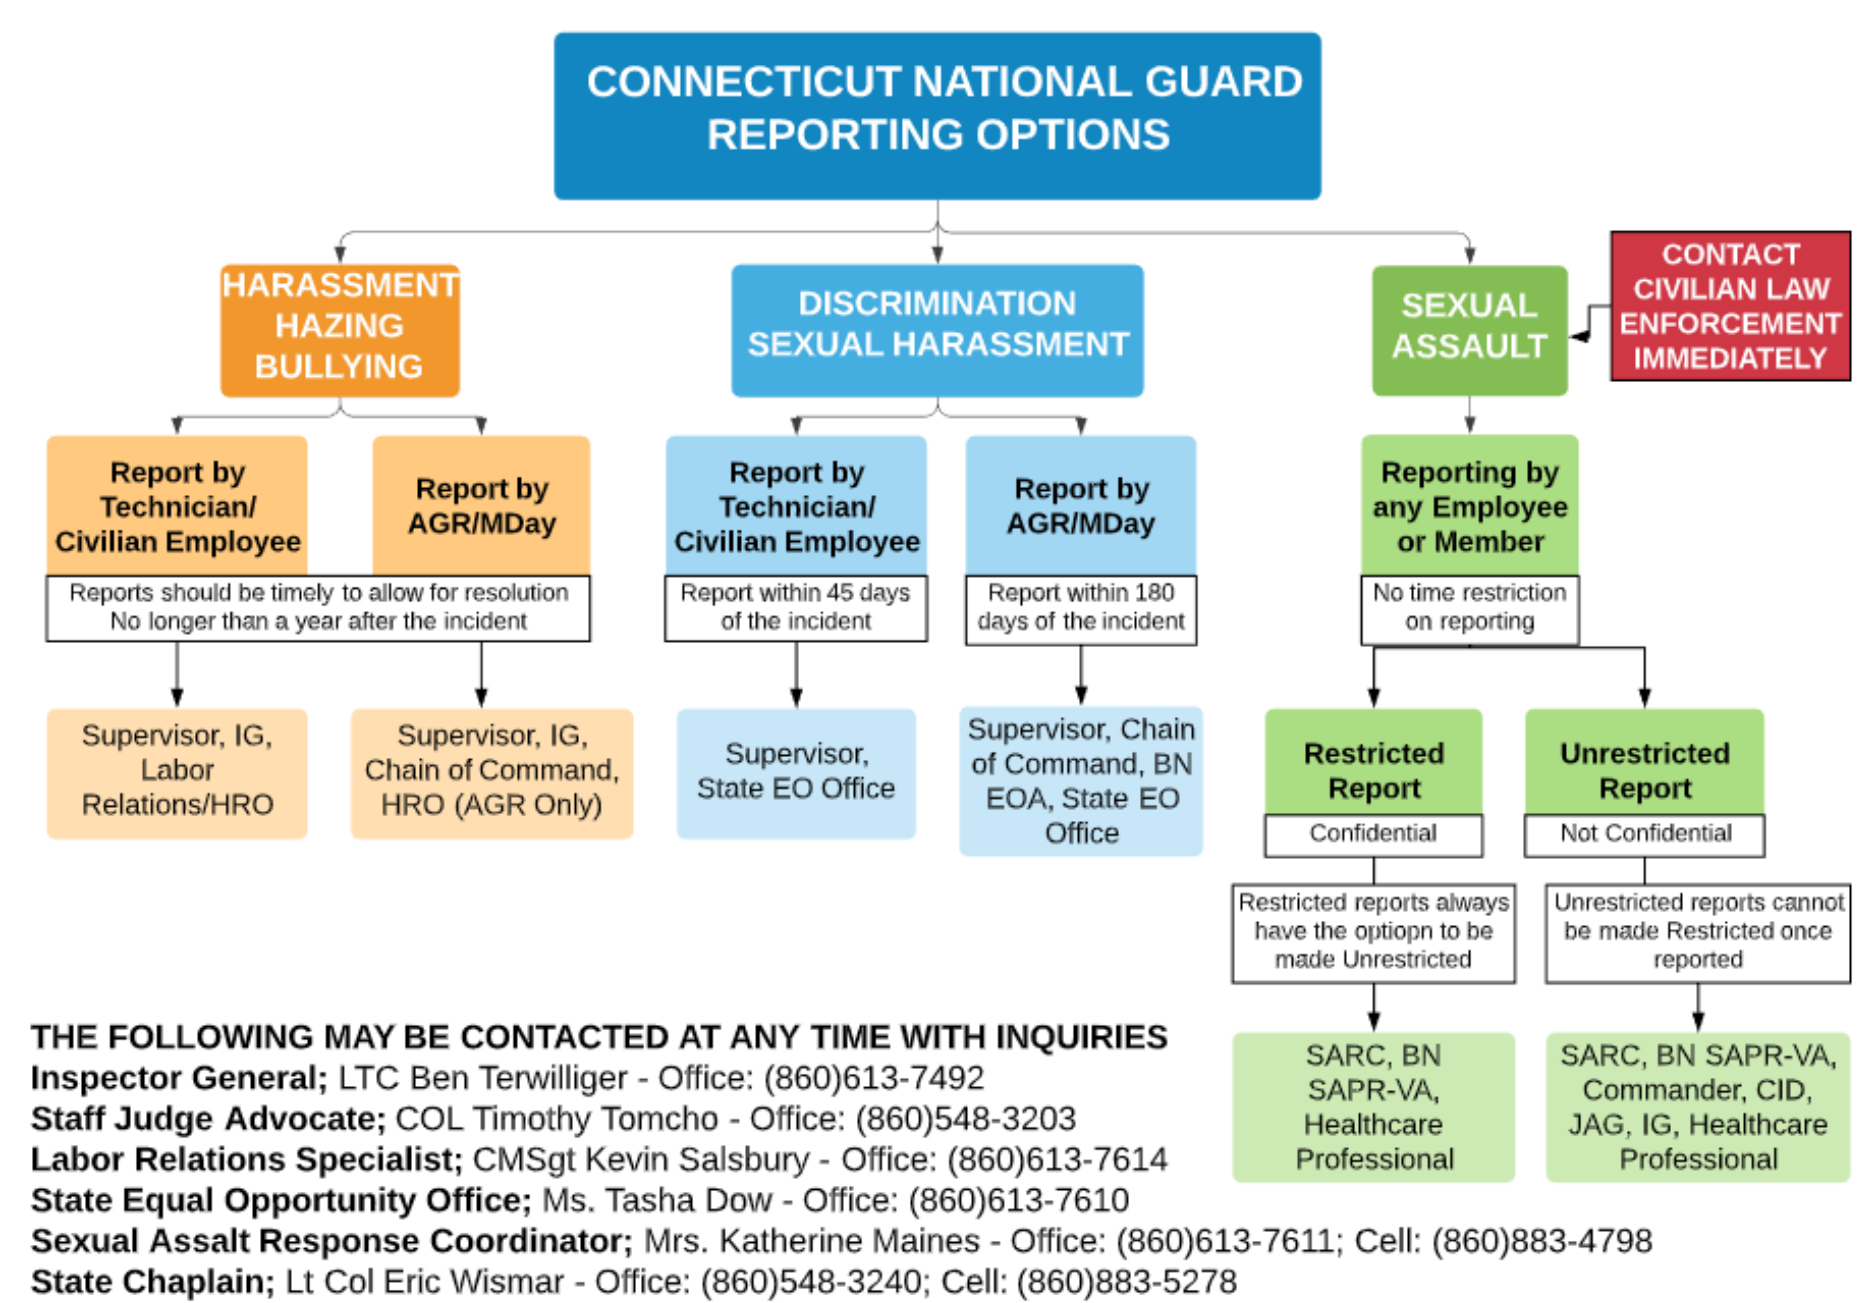 CONNECTICUT NATIONAL GUARD
REPORTING OPTIONS
HARASSMENT
HAZING
BULLYING
DISCRIMINATION
SEXUAL HARASSMENT
SEXUAL
ASSAULT
CONTACT
CIVILIAN LAW
ENFORCEMENT
IMMEDIATELY
Report by
Technician/
Civilian Employee
Report by
AGR/MDay
Reports should be timely to allow for resolution
No longer than a year after the incident
Supervisor, IG,
Labor
Relations/HRO
Supervisor, IG,
Chain of Command,
HRO (AGR Only)
Report by
Technician/
Civilian Employee
Report within 45 days
of the incident
Supervisor,
State EO Office
Report by
AGR/MDay
Report within 180
days of the incident
Supervisor, Chain
of Command, BN
EOA, State EO
Office
Reporting by
any Employee
or Member
No time restriction
on reporting
Restricted
Report
Confidential
Restricted reports always
have the optiopn to be
made Unrestricted
SARC, BN
SAPR-VA,
Healthcare
Professional
Unrestricted
Report
Not Confidential
Unrestricted reports cannot
be made Restricted once
reported
SARC, BN SAPR-VA,
Commander, CID,
JAG, IG, Healthcare
Professional
THE FOLLOWING MAY BE CONTACTED AT ANY TIME WITH INQUIRIES
Inspector General; LTC Ben Terwilliger - Office: (860)613-7492
Staff Judge Advocate; COL Timothy Tomcho - Office: (860)548-3203
Labor Relations Specialist; CMSgt Kevin Salsbury - Office: (860)613-7614
State Equal Opportunity Office; Ms. Tasha Dow - Office: (860)613-7610
Sexual Assalt Response Coordinator; Mrs. Katherine Maines - Office: (860)613-7611; Cell: (860)883-4798
State Chaplain; Lt Col Eric Wismar - Office: (860)548-3240; Cell: (860)883-5278